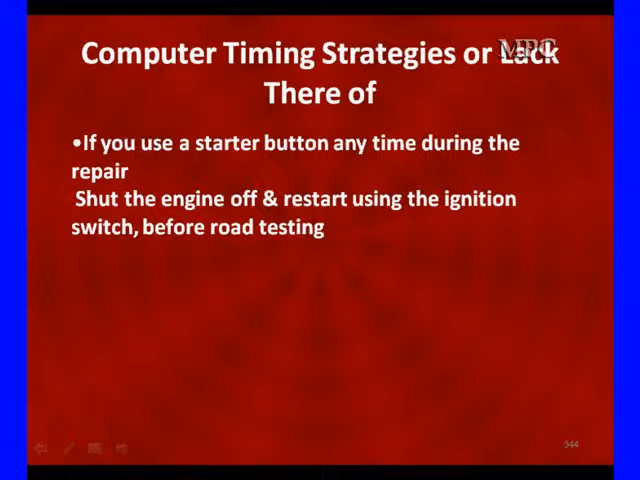 MPC
Computer Timing Strategies or Lack
There of
•If you use a starter button any time during the
repair
Shut the engine off & restart using the ignition
switch, before road testing
344